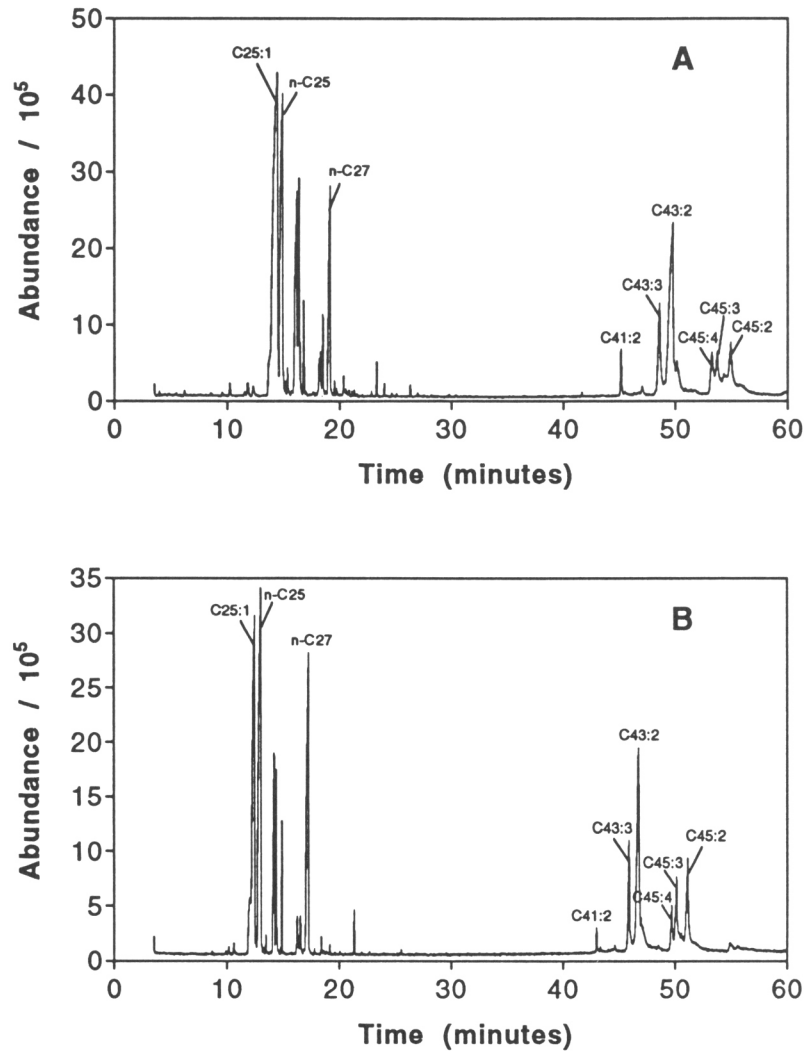 A
50
40
30
20
10
0
Abundance / 10⁵
C25:1
n-C25
n-C27
C41:2
C43:3
C43:2
C45:4
C45:3
C45:2
0 10 20 30 40 50 60
Time (minutes)
B
35
30
25
20
15
10
5
0
Abundance / 10⁵
C25:1
n-C25
n-C27
C41:2
C43:3
C43:2
C45:4
C45:3
C45:2
0 10 20 30 40 50 60
Time (minutes)